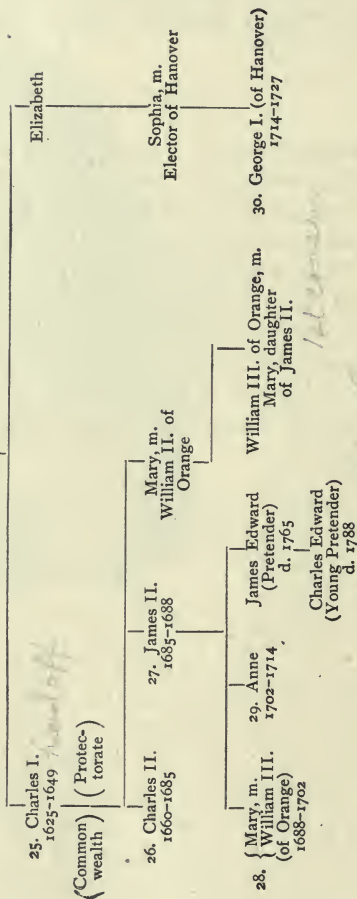 25. Charles I.
1625-1649
Elizabeth
(Common
wealth)
(Protec-
torate)
26. Charles II.
1660-1685
27. James II.
1685-1688
Mary, m.
William II. of
Orange
Sophia, m.
Elector of Hanover
28. { Mary, m.
William III.
(of Orange)
1688-1702
29. Anne
1702-1714
James Edward
(Pretender)
d. 1765
Charles Edward
(Young Pretender)
d. 1788
William III. of Orange, m.
Mary, daughter
of James II.
30. George I. (of Hanover)
1714-1727